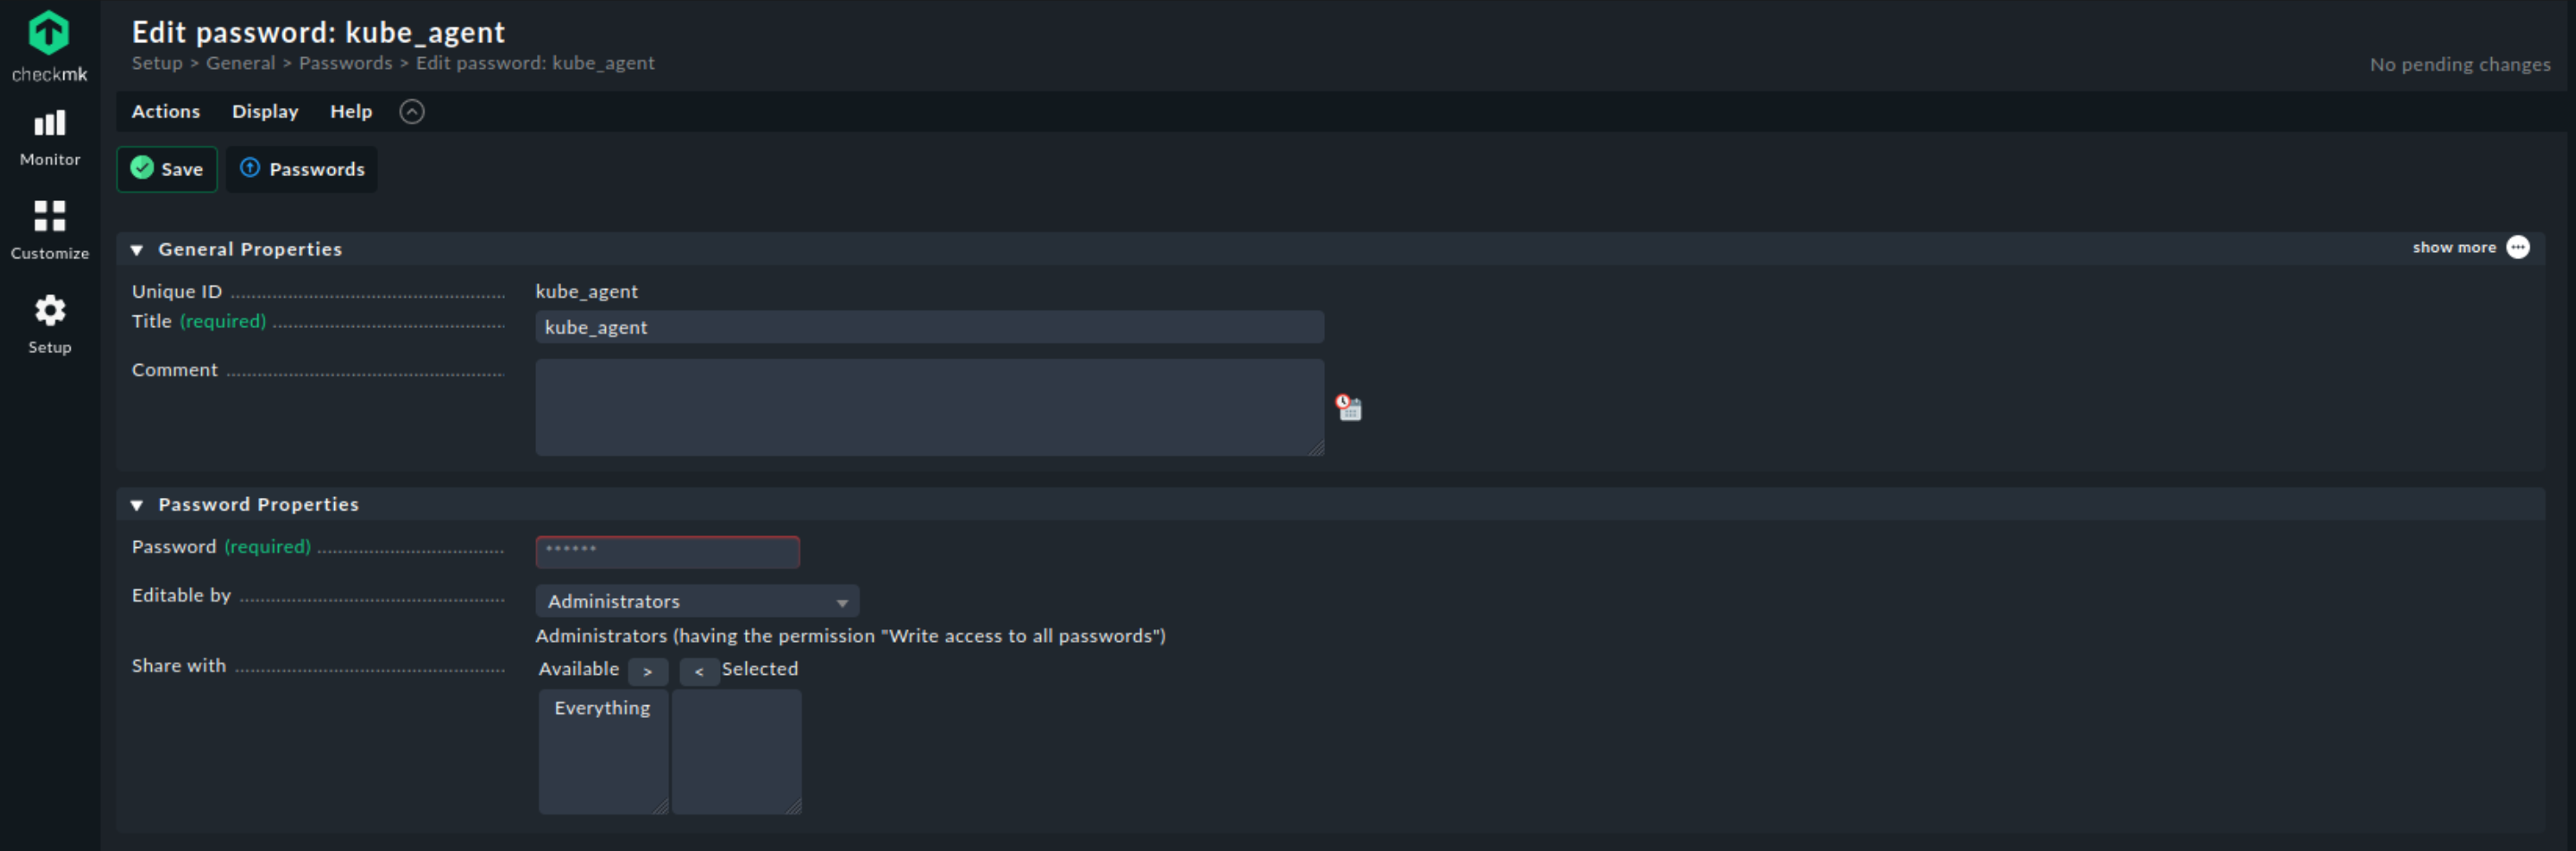 Edit password: kube_agent
Setup > General > Passwords > Edit password: kube_agent
No pending changes
checkmk
Monitor
Customize
Setup
Actions Display Help
Save Passwords
General Properties
show more
Unique ID kube_agent
Title (required) kube_agent
Comment
Password Properties
Password (required) ******
Editable by Administrators
Administrators (having the permission "Write access to all passwords")
Share with Available > < Selected
Everything